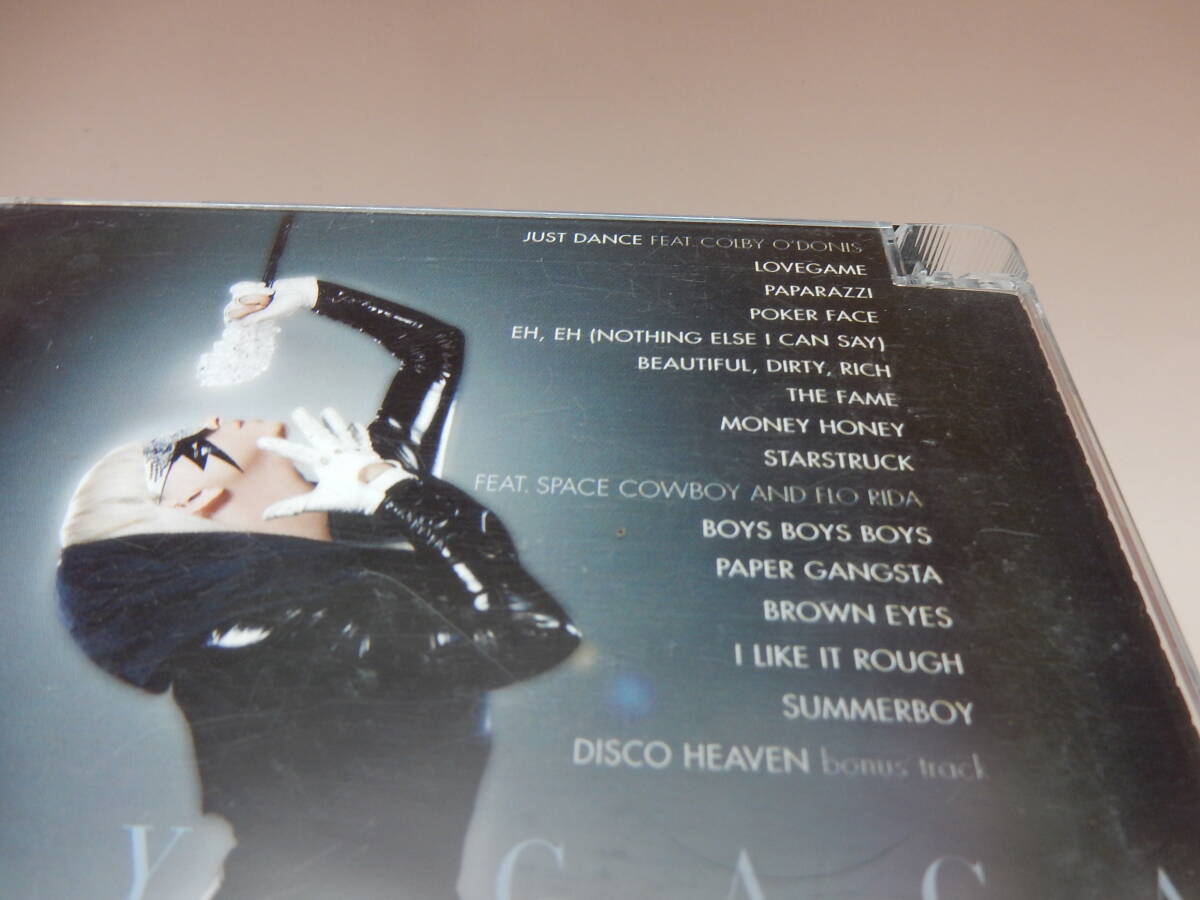 JUST DANCE FEAT. COLBY O'DONIS
LOVEGAME
PAPARAZZI
POKER FACE
EH, EH (NOTHING ELSE I CAN SAY)
BEAUTIFUL, DIRTY, RICH
THE FAME
MONEY HONEY
STARSTRUCK
FEAT. SPACE COWBOY AND FLO RIDA
BOYS BOYS BOYS
PAPER GANGSTA
BROWN EYES
I LIKE IT ROUGH
SUMMERBOY
DISCO HEAVEN bonus track
Y GAGA